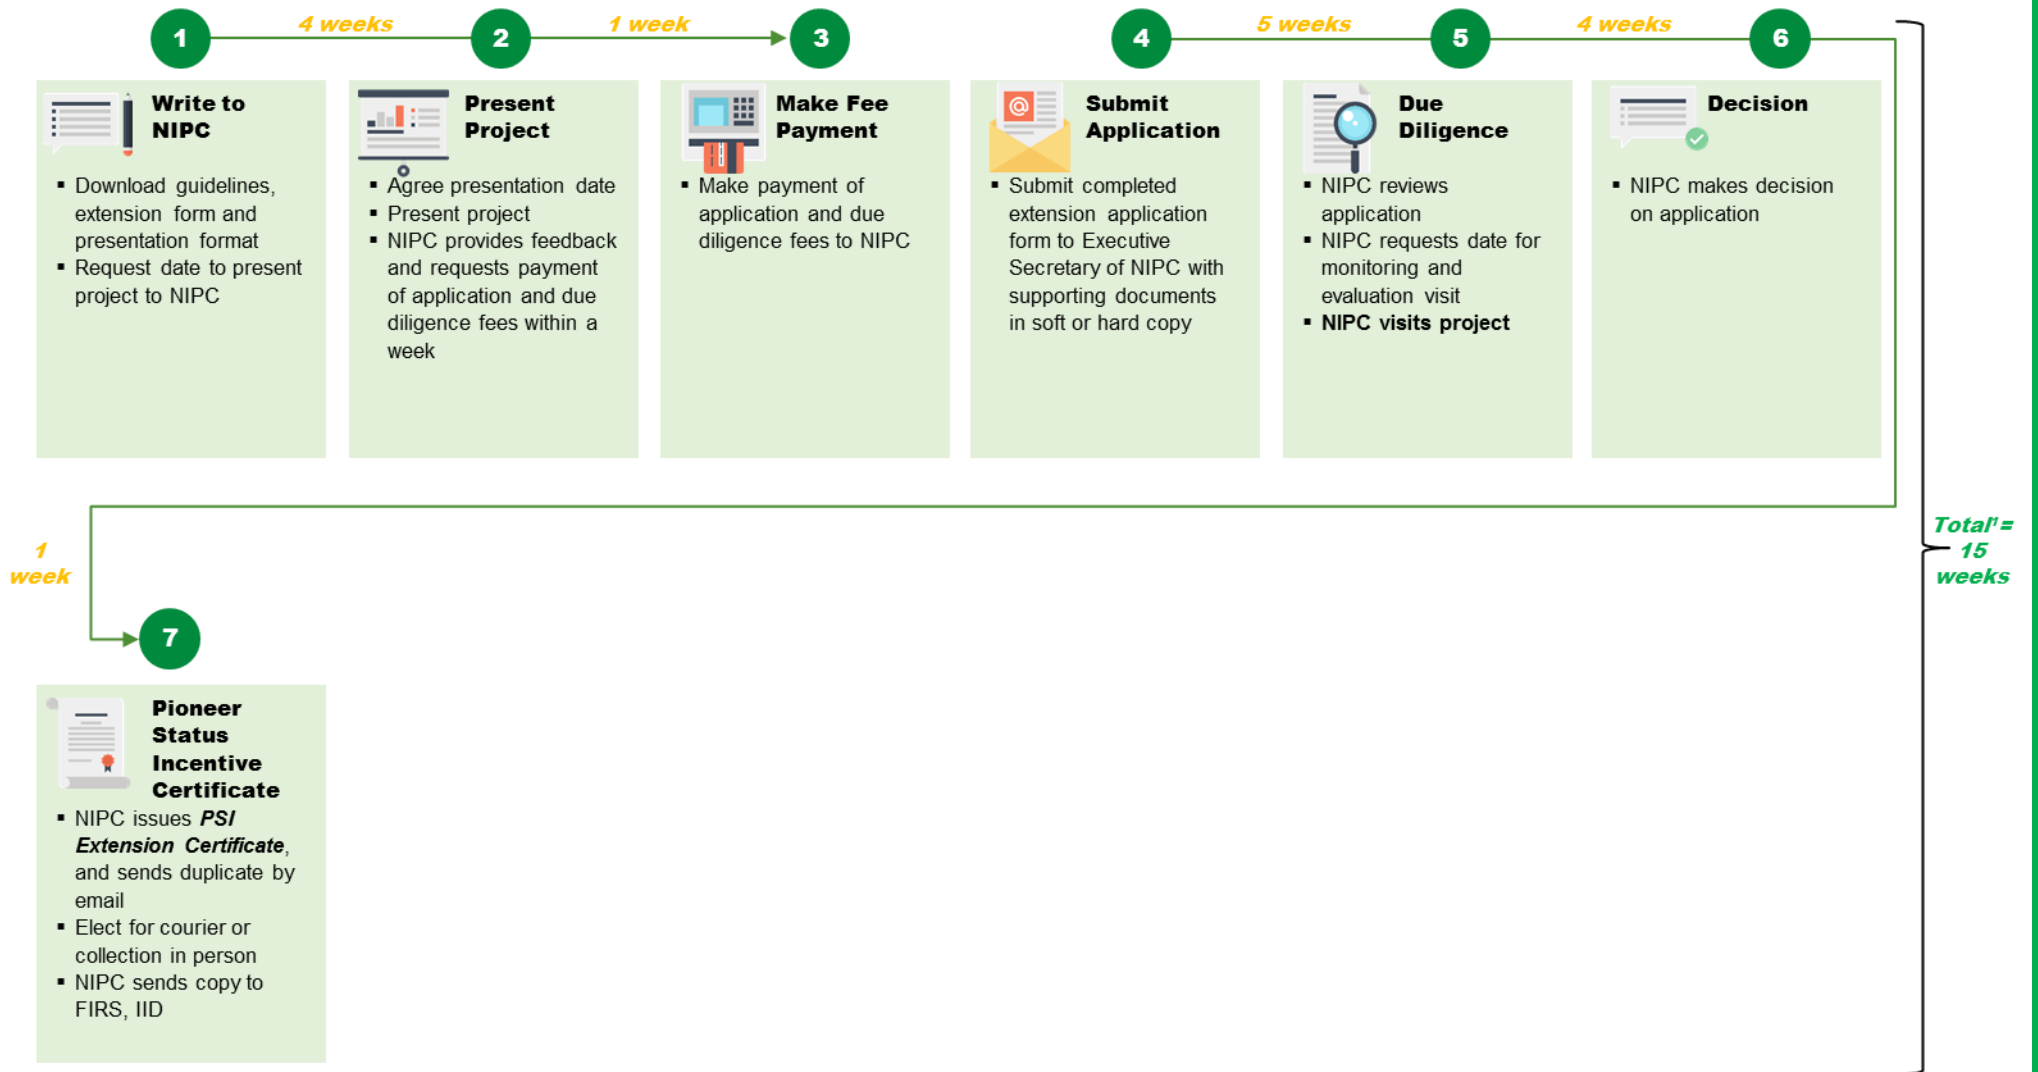 1
4 weeks
2
1 week
3
4
5 weeks
5
4 weeks
6
Write to
NIPC
▪ Download guidelines,
extension form and
presentation format
▪ Request date to present
project to NIPC
Present
Project
▪ Agree presentation date
▪ Present project
▪ NIPC provides feedback
and requests payment
of application and due
diligence fees within a
week
Make Fee
Payment
▪ Make payment of
application and due
diligence fees to NIPC
Submit
Application
▪ Submit completed
extension application
form to Executive
Secretary of NIPC with
supporting documents
in soft or hard copy
Due
Diligence
▪ NIPC reviews
application
▪ NIPC requests date for
monitoring and
evaluation visit
▪ NIPC visits project
Decision
▪ NIPC makes decision
on application
Total¹ =
15
weeks
1
week
7
Pioneer
Status
Incentive
Certificate
▪ NIPC issues PSI
Extension Certificate,
and sends duplicate by
email
▪ Elect for courier or
collection in person
▪ NIPC sends copy to
FIRS, IID